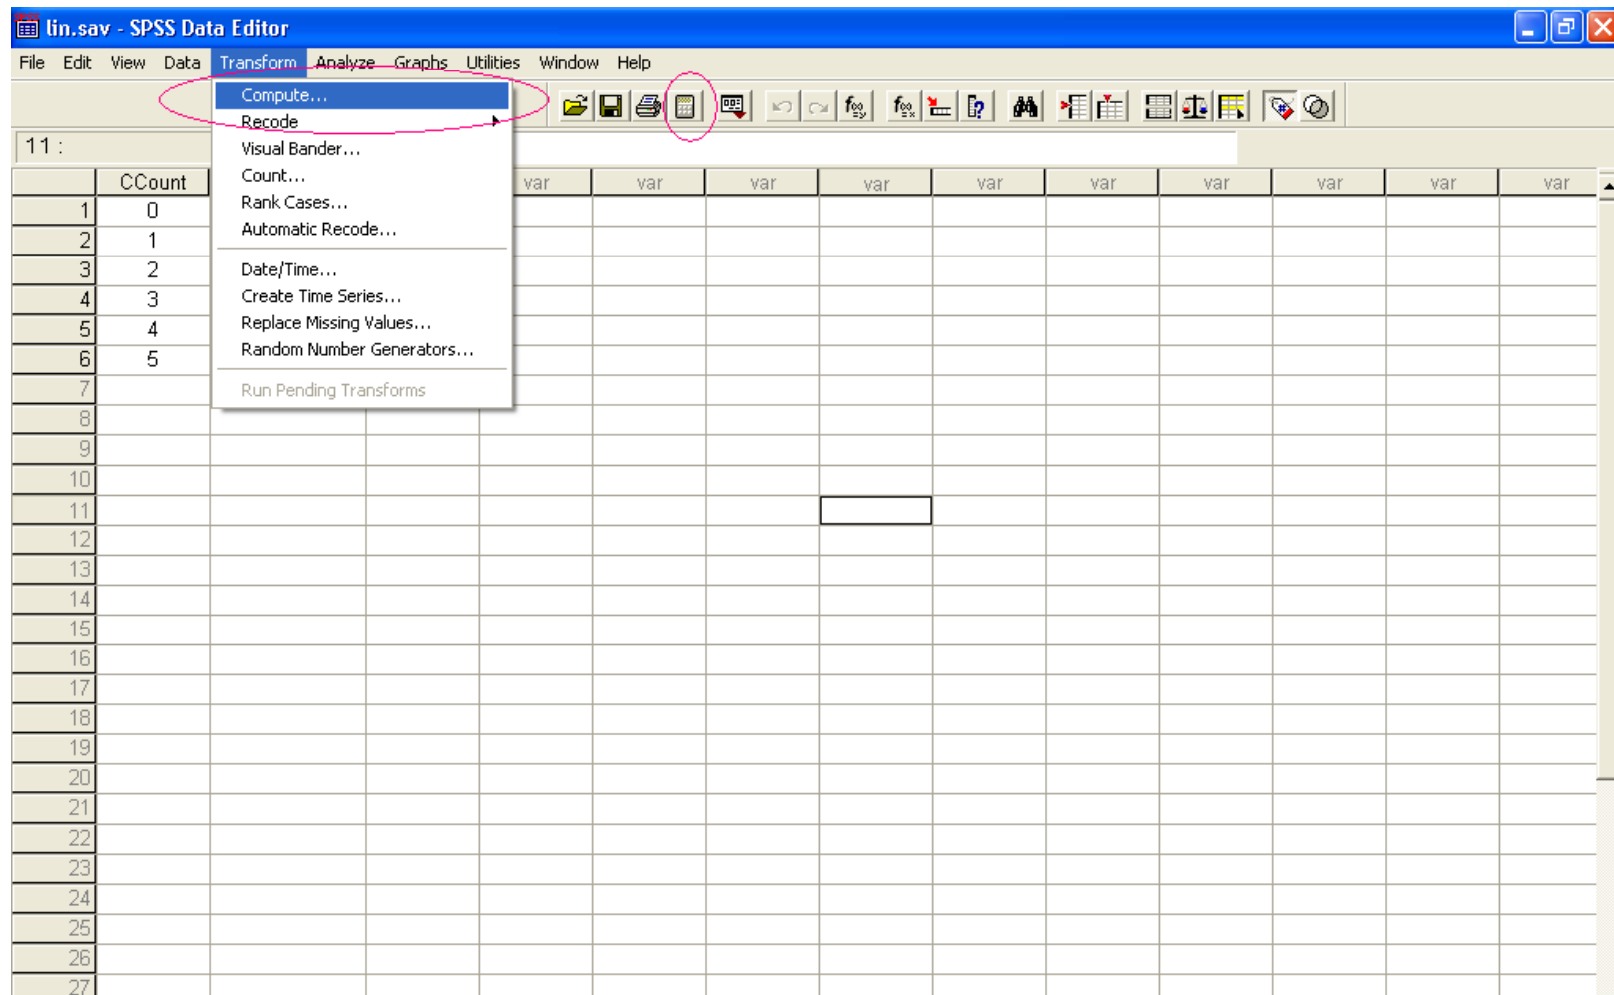 lin.sav - SPSS Data Editor
File Edit View Data Transform Analyze Graphs Utilities Window Help
Compute...
Recode
11 :
Visual Bander...
CCount Count... var var var var var var var var var var
1 0 Rank Cases...
2 1 Automatic Recode...
3 2 Date/Time...
4 3 Create Time Series...
5 4 Replace Missing Values...
6 5 Random Number Generators...
7 Run Pending Transforms
8
9
10
11
12
13
14
15
16
17
18
19
20
21
22
23
24
25
26
27